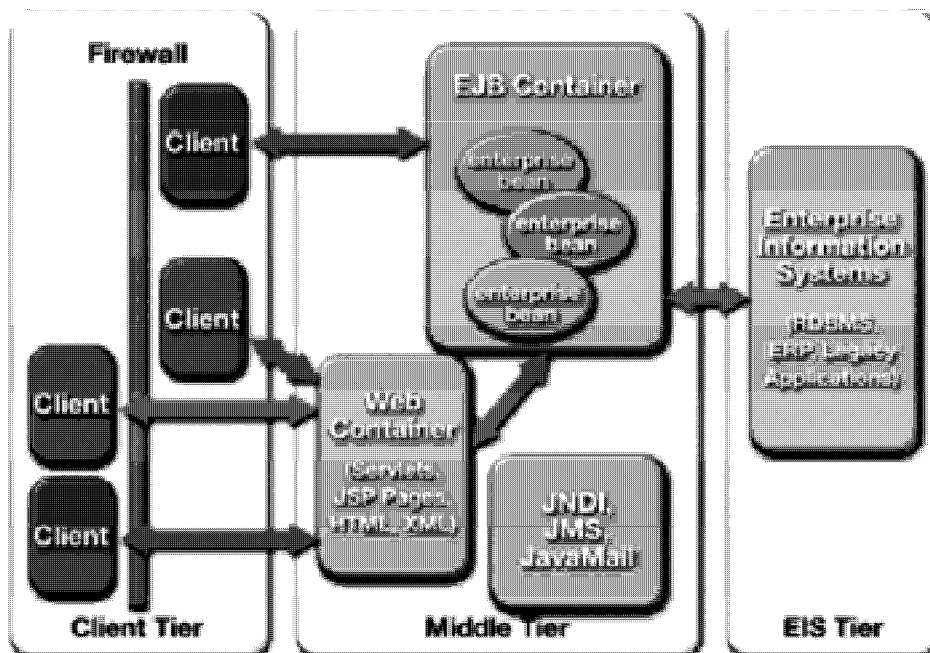 Firewall
Client
Client
Client
Client
Client Tier
EJB Container
enterprise
bean
enterprise
bean
enterprise
bean
Web
Container
(Servlets,
JSP Pages,
HTML, XML)
JNDI,
JMS,
JavaMail
Middle Tier
Enterprise
Information
Systems
(RDBMS,
ERP, Legacy
Applications)
EIS Tier